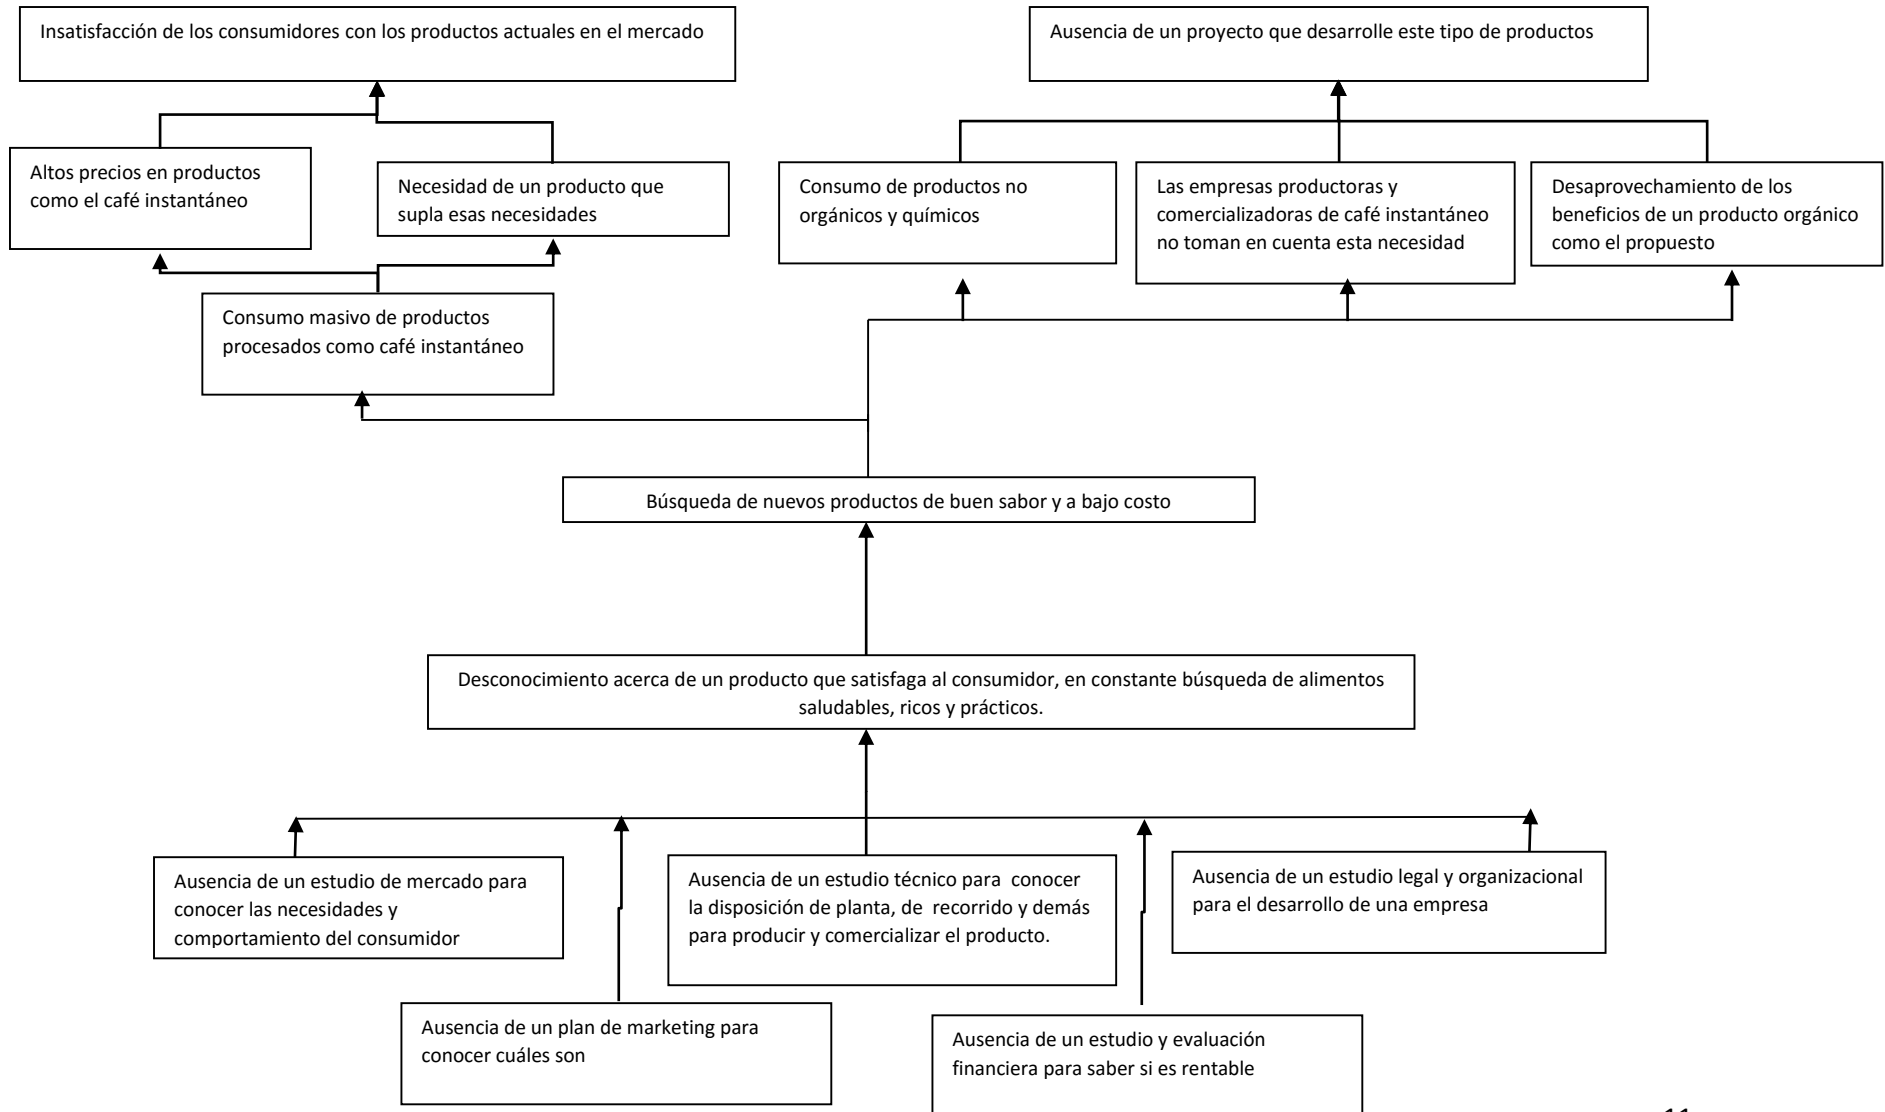 Insatisfacción de los consumidores con los productos actuales en el mercado
Ausencia de un proyecto que desarrolle este tipo de productos
Altos precios en productos
como el café instantáneo
Necesidad de un producto que
supla esas necesidades
Consumo de productos no
orgánicos y químicos
Las empresas productoras y
comercializadoras de café instantáneo
no toman en cuenta esta necesidad
Desaprovechamiento de los
beneficios de un producto orgánico
como el propuesto
Consumo masivo de productos
procesados como café instantáneo
Búsqueda de nuevos productos de buen sabor y a bajo costo
Desconocimiento acerca de un producto que satisfaga al consumidor, en constante búsqueda de alimentos
saludables, ricos y prácticos.
Ausencia de un estudio de mercado para
conocer las necesidades y
comportamiento del consumidor
Ausencia de un estudio técnico para  conocer
la disposición de planta, de  recorrido y demás
para producir y comercializar el producto.
Ausencia de un estudio legal y organizacional
para el desarrollo de una empresa
Ausencia de un plan de marketing para
conocer cuáles son
Ausencia de un estudio y evaluación
financiera para saber si es rentable